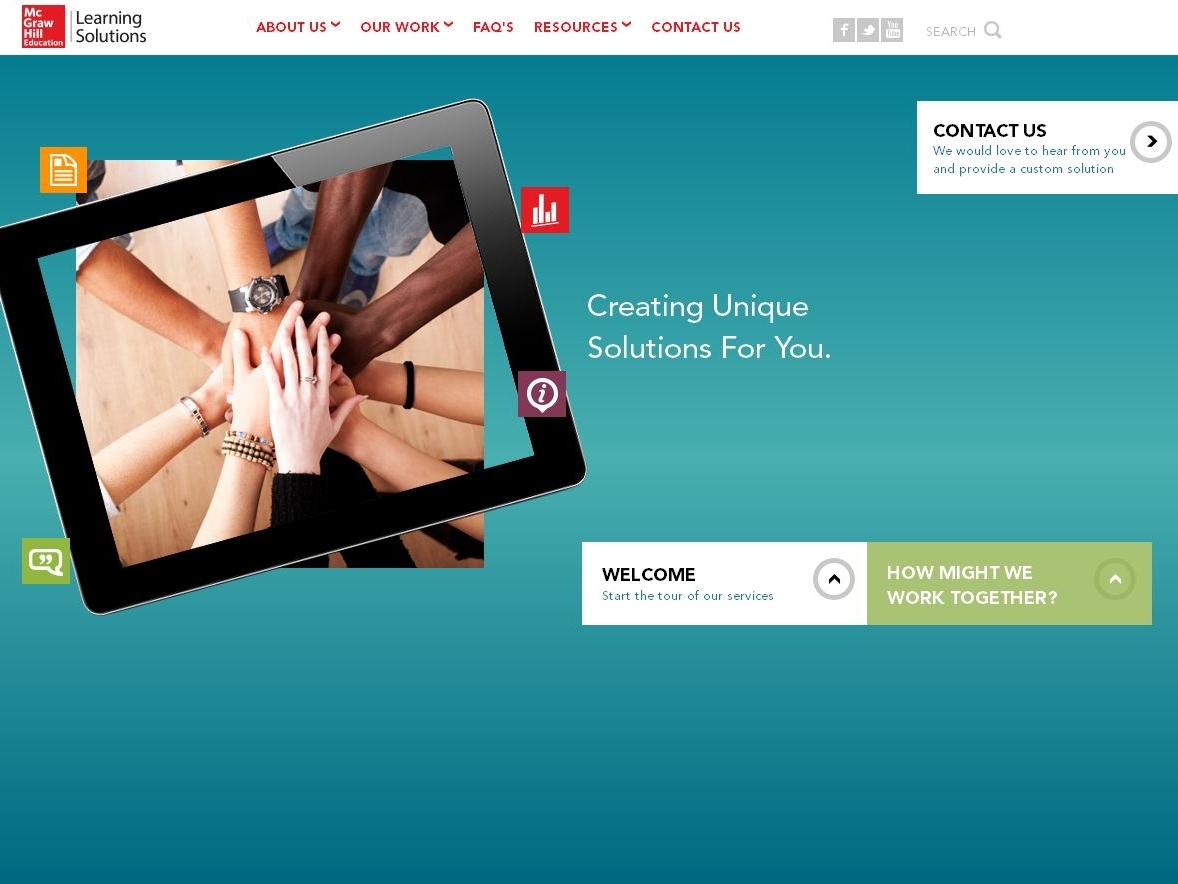 Mc
Graw
Hill
Education
Learning
Solutions
ABOUT US
OUR WORK
FAQ'S
RESOURCES
CONTACT US
f
You
Tube
SEARCH
CONTACT US
We would love to hear from you
and provide a custom solution
i
Creating Unique
Solutions For You.
WELCOME
Start the tour of our services
HOW MIGHT WE
WORK TOGETHER?